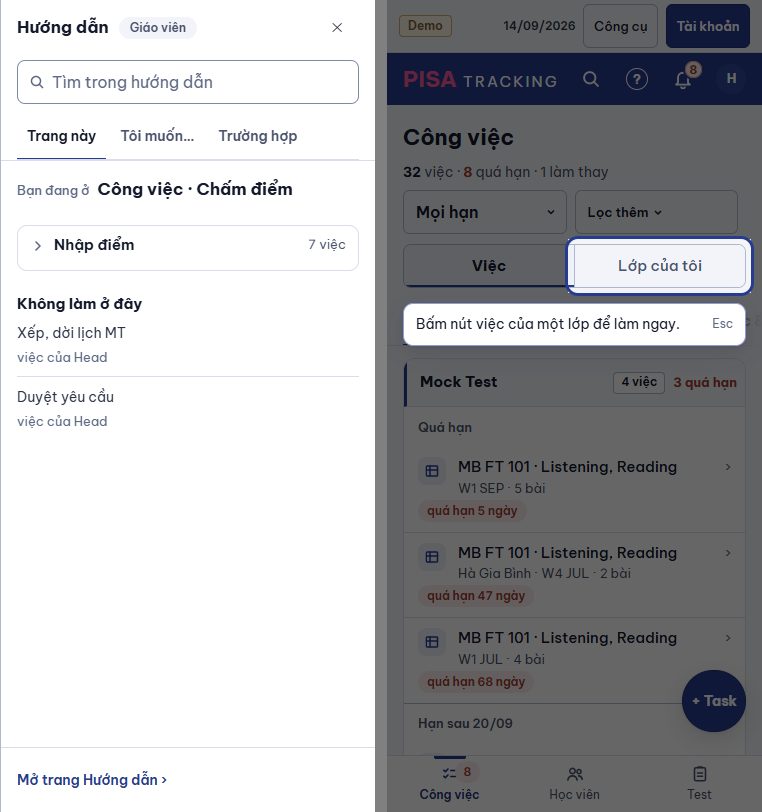 Hướng dẫn
Giáo viên
Tìm trong hướng dẫn
Trang này
Tôi muốn...
Trường hợp
Bạn đang ở Công việc · Chấm điểm
Nhập điểm
7 việc
Không làm ở đây
Xếp, dời lịch MT
việc của Head
Duyệt yêu cầu
việc của Head
Mở trang Hướng dẫn ›
Demo
14/09/2026
Công cụ
Tài khoản
PISA TRACKING
?
8
H
Công việc
32 việc · 8 quá hạn · 1 làm thay
Mọi hạn
Lọc thêm
Việc
Lớp của tôi
Bấm nút việc của một lớp để làm ngay.
Esc
Mock Test
4 việc
3 quá hạn
Quá hạn
MB FT 101 · Listening, Reading
W1 SEP · 5 bài
quá hạn 5 ngày
MB FT 101 · Listening, Reading
Hà Gia Bình · W4 JUL · 2 bài
quá hạn 47 ngày
MB FT 101 · Listening, Reading
W1 JUL · 4 bài
quá hạn 68 ngày
+ Task
Hạn sau 20/09
8
Công việc
Học viên
Test